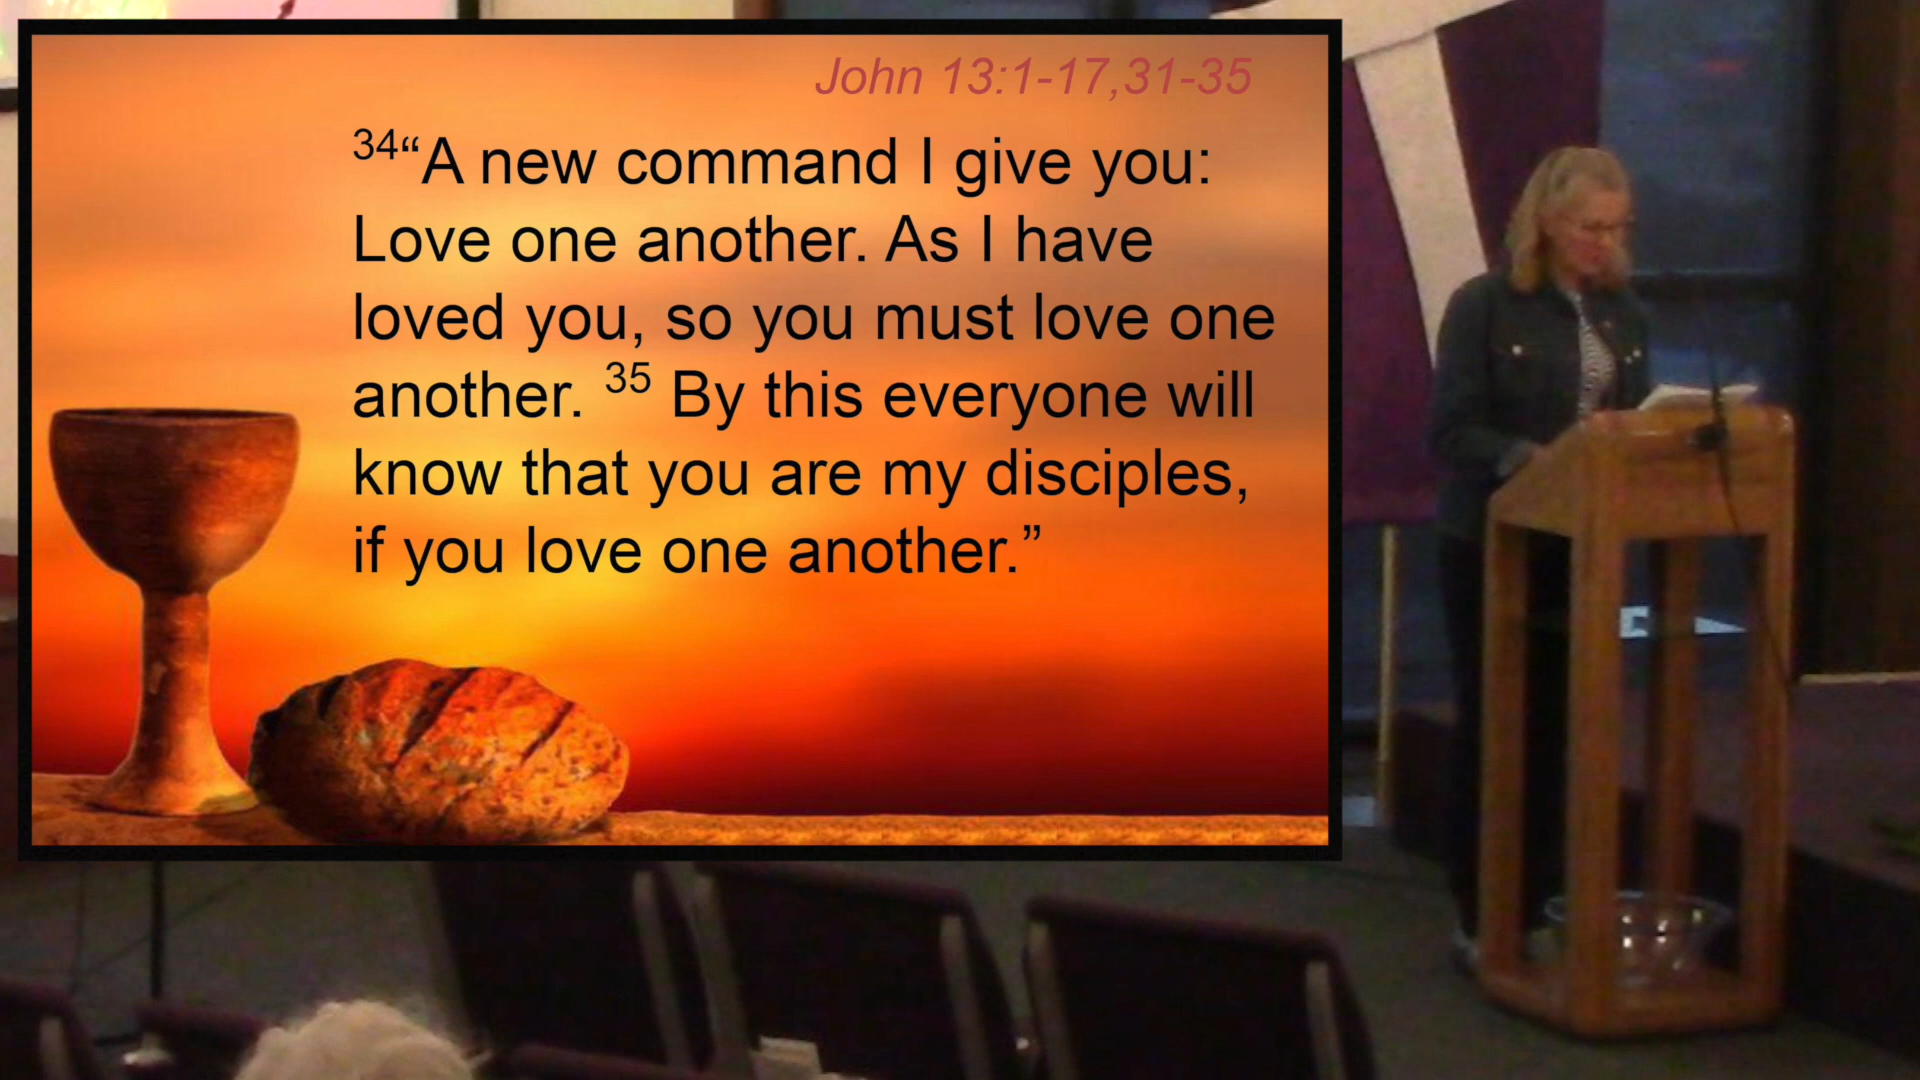 John 13:1-17,31-35
³⁴“A new command I give you:
Love one another. As I have
loved you, so you must love one
another. ³⁵ By this everyone will
know that you are my disciples,
if you love one another.”